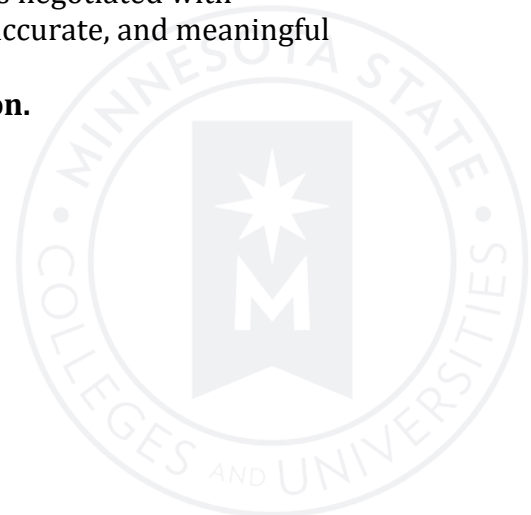 s negotiated with
ccurate, and meaningful
on.
MINNESOTA STATE
COLLEGES AND UNIVERSITIES
M